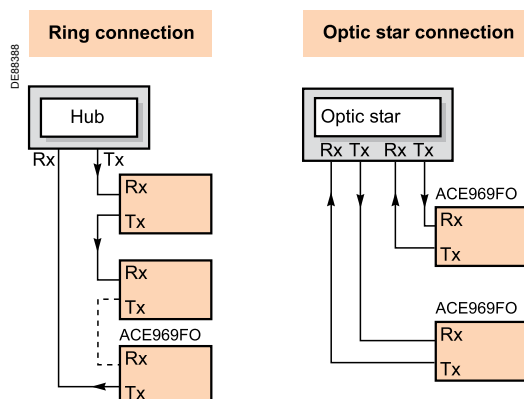 Ring connection
DE88388
Hub
Rx Tx
Rx
Tx
Rx
Tx
ACE969FO
Rx
Tx
Optic star connection
Optic star
Rx Tx Rx Tx
ACE969FO
Rx
Tx
ACE969FO
Rx
Tx